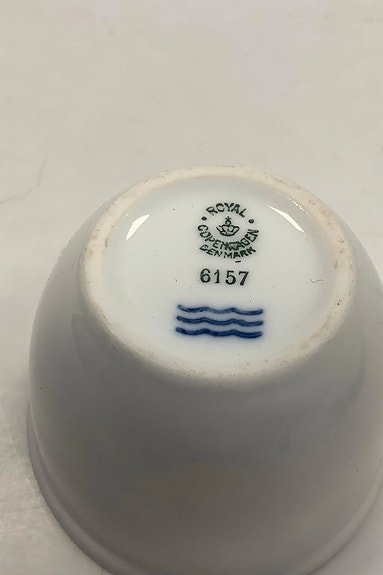 ROYAL
COPENHAGEN
DENMARK
6157